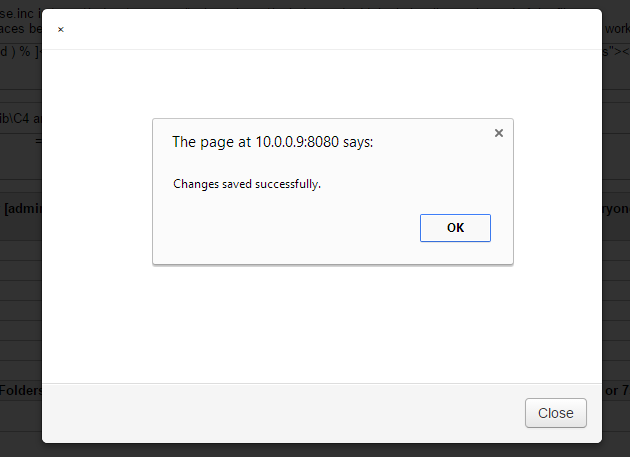 se.inc i
aces be
work
d ) % ]<
s"><
×
The page at 10.0.0.9:8080 says:
×
Changes saved successfully.
OK
ib\C4 a
=
[admi
ryon
Folders
or 7
Close